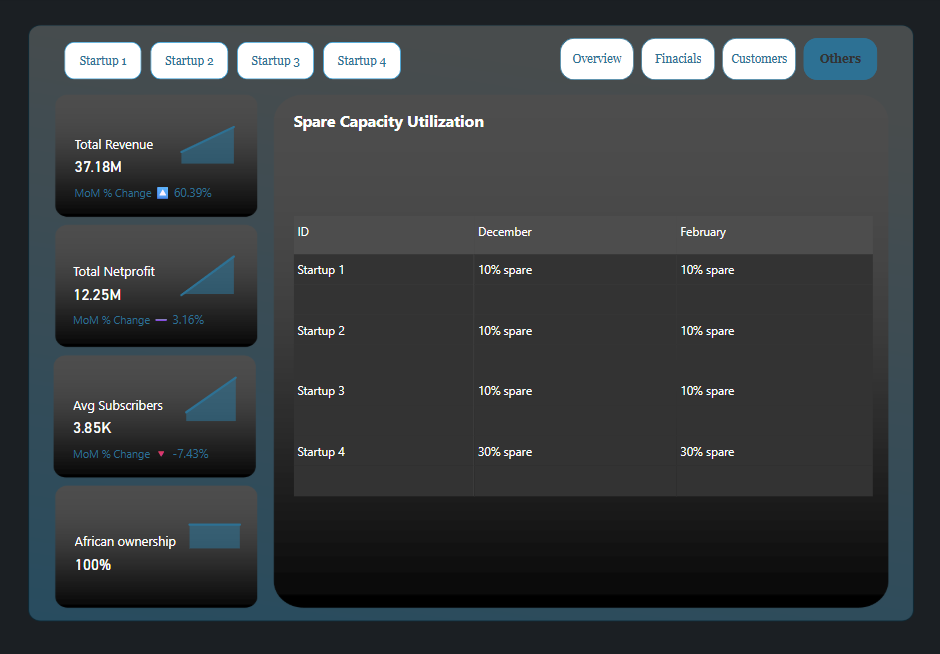 Startup 1 Startup 2 Startup 3 Startup 4 Overview Finacials Customers Others
Total Revenue
37.18M
MoM % Change 60.39%
Total Netprofit
12.25M
MoM % Change 3.16%
Avg Subscribers
3.85K
MoM % Change -7.43%
African ownership
100%
Spare Capacity Utilization
ID December February
Startup 1 10% spare 10% spare
Startup 2 10% spare 10% spare
Startup 3 10% spare 10% spare
Startup 4 30% spare 30% spare